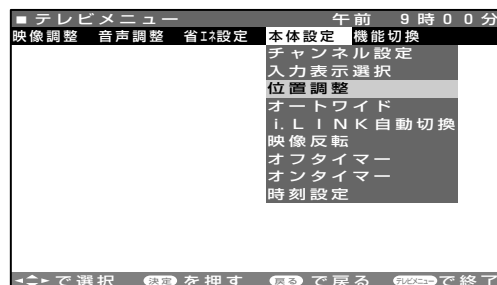 ■テレビメニュー 午前 9時00分
映像調整 音声調整 省エネ設定 本体設定 機能切換
チャンネル設定
入力表示選択
位置調整
オートワイド
i.LINK自動切換
映像反転
オフタイマー
オンタイマー
時刻設定
で選択 決定を押す 戻るで戻る テレビメニューで終了